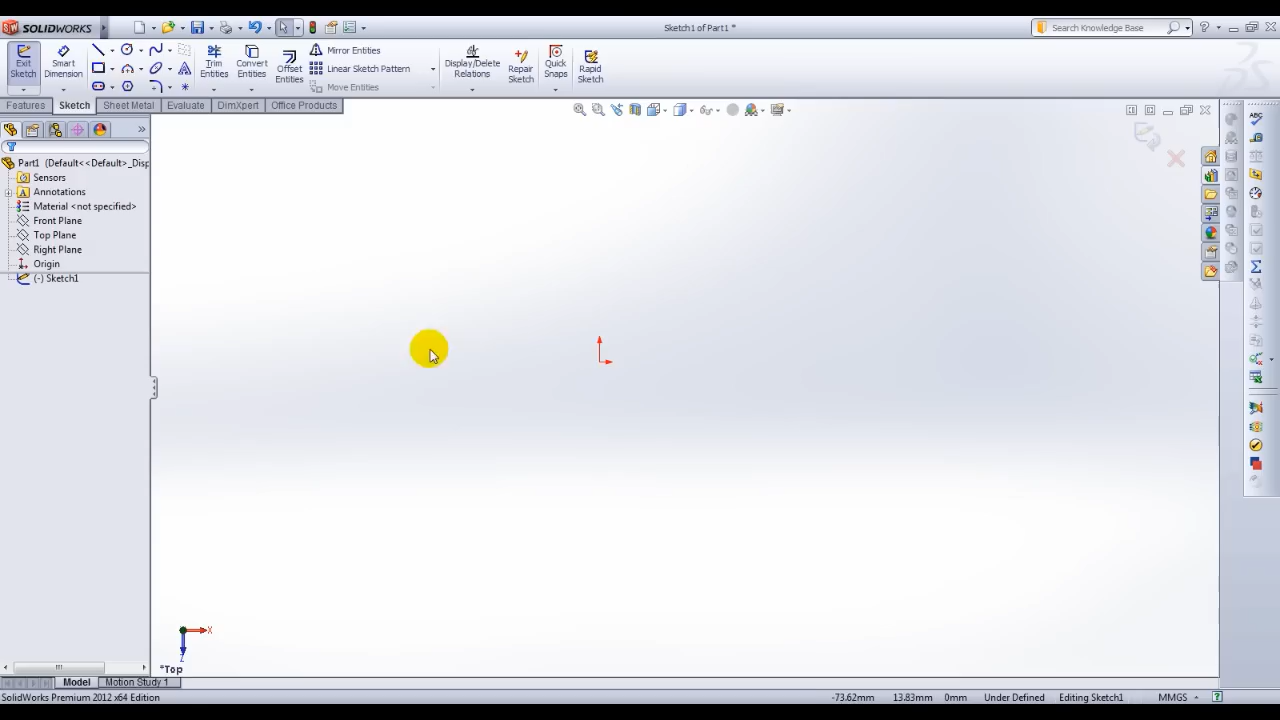 SOLIDWORKS
Sketch1 of Part1 *
Search Knowledge Base
Exit Sketch
Smart Dimension
Trim Entities
Convert Entities
Offset Entities
Mirror Entities
Linear Sketch Pattern
Move Entities
Display/Delete Relations
Repair Sketch
Quick Snaps
Rapid Sketch
Features
Sketch
Sheet Metal
Evaluate
DimXpert
Office Products
Part1 (Default<<Default>_Disp
Sensors
Annotations
Material <not specified>
Front Plane
Top Plane
Right Plane
Origin
(-) Sketch1
ABC
X
Z
*Top
Model
Motion Study 1
SolidWorks Premium 2012 x64 Edition
-73.62mm
13.83mm
0mm
Under Defined
Editing Sketch1
MMGS